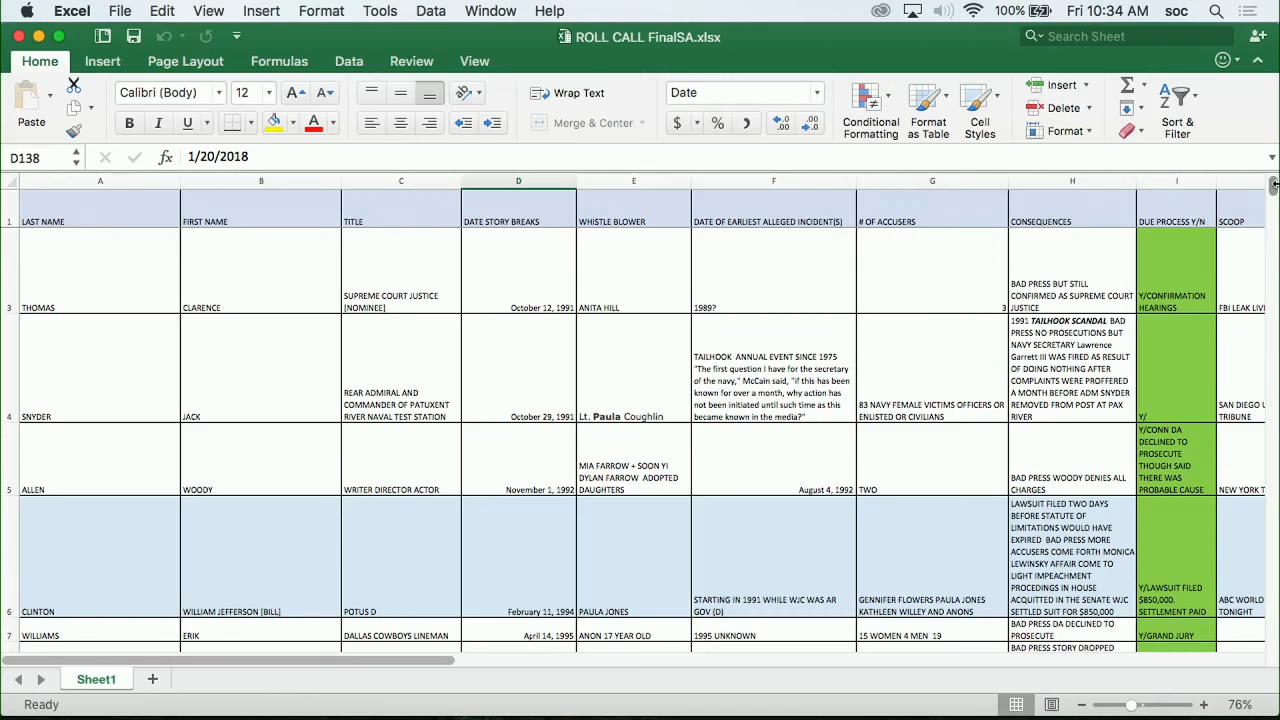 Excel File Edit View Insert Format Tools Data Window Help 100% Fri 10:34 AM soc
ROLL CALL FinalSA.xlsx
Search Sheet
Home Insert Page Layout Formulas Data Review View
Paste
Calibri (Body) 12
Wrap Text
Merge & Center
Date
Conditional
Formatting
Format
as Table
Cell
Styles
Insert
Delete
Format
Sort &
Filter
D138 fx 1/20/2018
A B C D E F G H I
1 LAST NAME FIRST NAME TITLE DATE STORY BREAKS WHISTLE BLOWER DATE OF EARLIEST ALLEGED INCIDENT(S) # OF ACCUSERS CONSEQUENCES DUE PROCESS Y/N SCOOP
3 THOMAS
CLARENCE
SUPREME COURT JUSTICE
[NOMINEE]
October 12, 1991
ANITA HILL
1989?
3
BAD PRESS BUT STILL
CONFIRMED AS SUPREME COURT
JUSTICE
Y/CONFIRMATION
HEARINGS
FBI LEAK LIV
4 SNYDER
JACK
REAR ADMIRAL AND
COMMANDER OF PATUXENT
RIVER NAVAL TEST STATION
October 29, 1991
Lt. Paula Coughlin
TAILHOOK ANNUAL EVENT SINCE 1975
"The first question I have for the secretary
of the navy," McCain said, "if this has been
known for over a month, why action has
not been initiated until such time as this
became known in the media?"
83 NAVY FEMALE VICTIMS OFFICERS OR
ENLISTED OR CIVILIANS
1991 TAILHOOK SCANDAL BAD
PRESS NO PROSECUTIONS BUT
NAVY SECRETARY Lawrence
Garrett III WAS FIRED AS RESULT
OF DOING NOTHING AFTER
COMPLAINTS WERE PROFFERED
A MONTH BEFORE ADM SNYDER
REMOVED FROM POST AT PAX
RIVER
Y/
SAN DIEGO U
TRIBUNE
5 ALLEN
WOODY
WRITER DIRECTOR ACTOR
November 1, 1992
MIA FARROW + SOON YI
DYLAN FARROW ADOPTED
DAUGHTERS
August 4, 1992
TWO
BAD PRESS WOODY DENIES ALL
CHARGES
Y/CONN DA
DECLINED TO
PROSECUTE
THOUGH SAID
THERE WAS
PROBABLE CAUSE
NEW YORK T
6 CLINTON
WILLIAM JEFFERSON [BILL]
POTUS D
February 11, 1994
PAULA JONES
STARTING IN 1991 WHILE WJC WAS AR
GOV (D)
GENNIFER FLOWERS PAULA JONES
KATHLEEN WILLEY AND ANONS
LAWSUIT FILED TWO DAYS
BEFORE STATUTE OF
LIMITATIONS WOULD HAVE
EXPIRED BAD PRESS MORE
ACCUSERS COME FORTH MONICA
LEWINSKY AFFAIR COME TO
LIGHT IMPEACHMENT
PROCEDINGS IN HOUSE
ACQUITTED IN THE SENATE WJC
SETTLED SUIT FOR $850,000
Y/LAWSUIT FILED
$850,000.
SETTLEMENT PAID
ABC WORLD
TONIGHT
7 WILLIAMS
ERIK
DALLAS COWBOYS LINEMAN
April 14, 1995
ANON 17 YEAR OLD
1995 UNKNOWN
15 WOMEN 4 MEN 19
BAD PRESS DA DECLINED TO
PROSECUTE
Y/GRAND JURY
BAD PRESS STORY DROPPED
Sheet1
Ready 76%